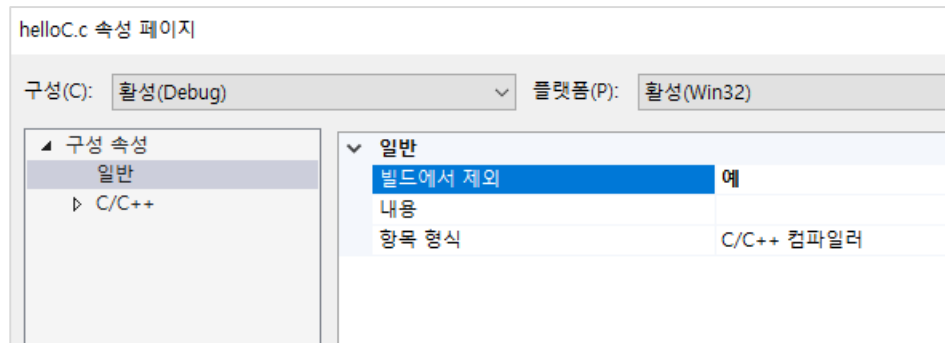 helloC.c 속성 페이지
구성(C): 활성(Debug) 플랫폼(P): 활성(Win32)
구성 속성
일반
C/C++
일반
빌드에서 제외 예
내용
항목 형식 C/C++ 컴파일러